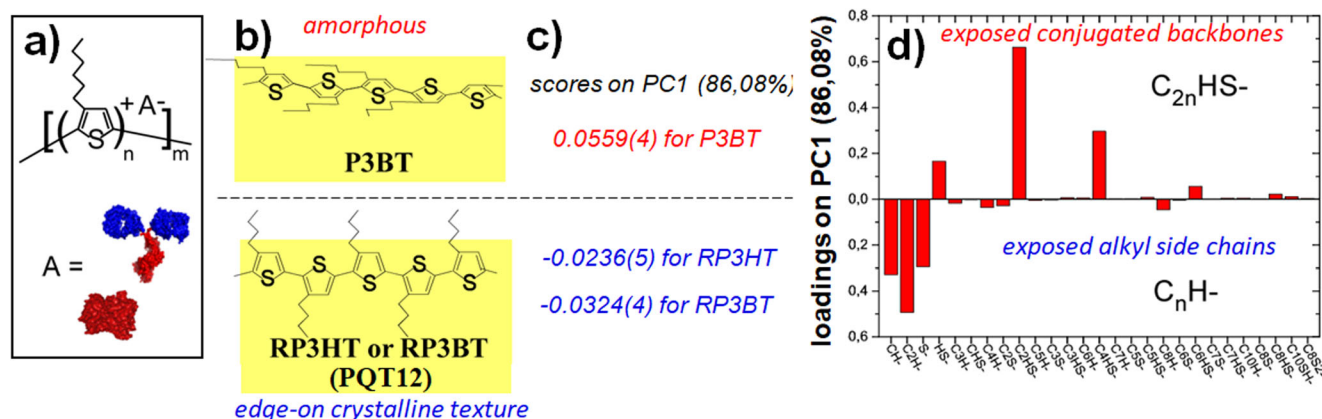 a)
+
A-
S
[( )n ]m
A =
b)
amorphous
S S S S S
P3BT
S S S S S
RP3HT or RP3BT
(PQT12)
edge-on crystalline texture
c)
scores on PC1 (86,08%)
0.0559(4) for P3BT
-0.0236(5) for RP3HT
-0.0324(4) for RP3BT
d)
loadings on PC1 (86,08%)
0,8
0,6
0,4
0,2
0,0
0,2
0,4
0,6
exposed conjugated backbones
C2nHS-
exposed alkyl side chains
CnH-
CH-
C2H-
S-
HS-
C3H-
CHS-
C4H-
C2S-
C2HS-
C5H-
C3S-
C3HS-
C6H-
C4HS-
C7H-
C5S-
C5HS-
C8H-
C6S-
C6HS-
C7S-
C7HS-
C10H-
C8S-
C8HS-
C10SH-
C8S2-